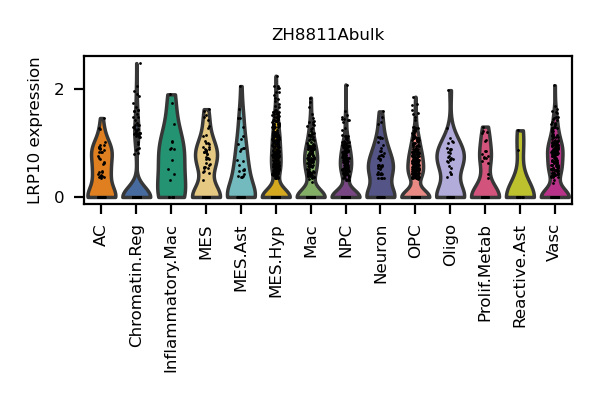 ZH8811Abulk
LRP10 expression
2
0
AC
Chromatin.Reg
Inflammatory.Mac
MES
MES.Ast
MES.Hyp
Mac
NPC
Neuron
OPC
Oligo
Prolif.Metab
Reactive.Ast
Vasc